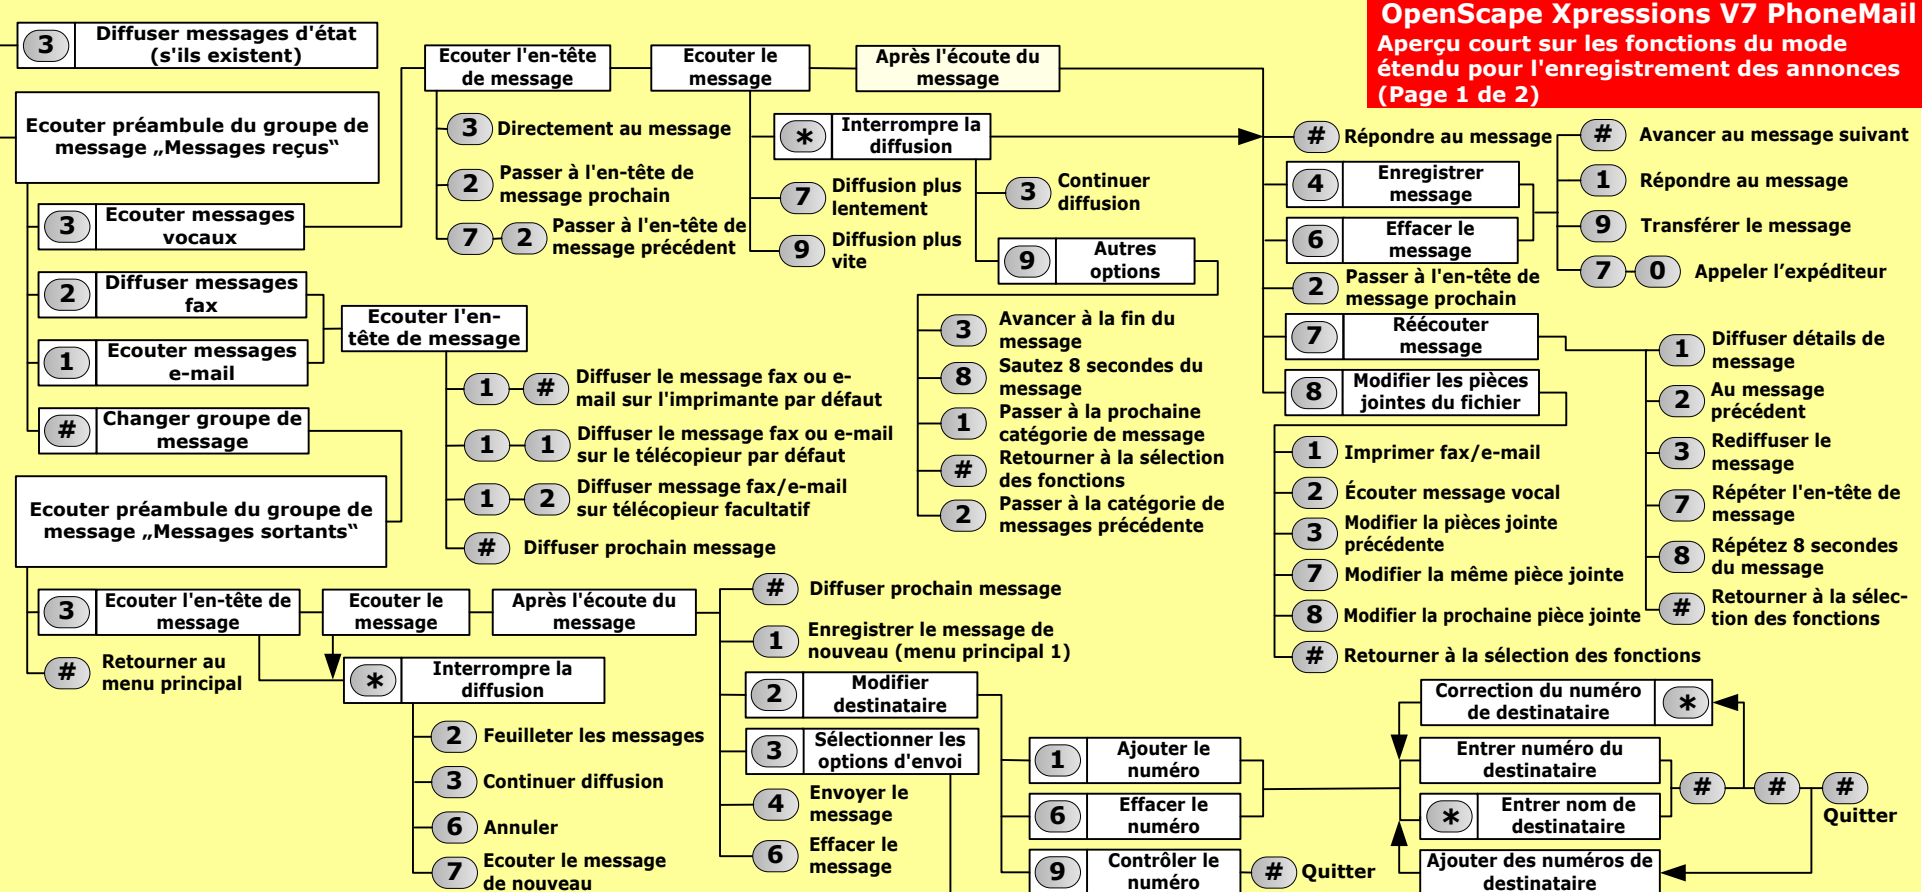 OpenScape Xpressions V7 PhoneMail
Aperçu court sur les fonctions du mode
étendu pour l'enregistrement des annonces
(Page 1 de 2)
3 Diffuser messages d'état
(s'ils existent)
Ecouter préambule du groupe de
message „Messages reçus“
3 Ecouter messages
vocaux
2 Diffuser messages
fax
1 Ecouter messages
e-mail
# Changer groupe de
message
Ecouter préambule du groupe de
message „Messages sortants“
3 Ecouter l'en-tête de
message
# Retourner au
menu principal
Ecouter l'en-tête
de message
3 Directement au message
2 Passer à l'en-tête de
message prochain
7 2 Passer à l'en-tête de
message précédent
Ecouter le
message
* Interrompre la
diffusion
7 Diffusion plus
lentement
9 Diffusion plus
vite
3 Continuer
diffusion
9 Autres
options
3 Avancer à la fin du
message
8 Sautez 8 secondes du
message
1 Passer à la prochaine
catégorie de message
# Retourner à la sélection
des fonctions
2 Passer à la catégorie de
messages précédente
Ecouter l'en-
tête de message
1 # Diffuser le message fax ou e-
mail sur l'imprimante par défaut
1 1 Diffuser le message fax ou e-mail
sur le télécopieur par défaut
1 2 Diffuser message fax/e-mail
sur télécopieur facultatif
# Diffuser prochain message
Après l'écoute du
message
# Répondre au message
4 Enregistrer
message
6 Effacer le
message
2 Passer à l'en-tête de
message prochain
7 Réécouter
message
8 Modifier les pièces
jointes du fichier
# Avancer au message suivant
1 Répondre au message
9 Transférer le message
7 0 Appeler l’expéditeur
1 Diffuser détails de
message
2 Au message
précédent
3 Rediffuser le
message
7 Répéter l'en-tête de
message
8 Répétez 8 secondes
du message
# Retourner à la sélec-
tion des fonctions
1 Imprimer fax/e-mail
2 Écouter message vocal
3 Modifier la pièces jointe
précédente
7 Modifier la même pièce jointe
8 Modifier la prochaine pièce jointe
# Retourner à la sélection des fonctions
Ecouter le
message
Après l'écoute du
message
* Interrompre la
diffusion
2 Feuilleter les messages
3 Continuer diffusion
6 Annuler
7 Ecouter le message
de nouveau
# Diffuser prochain message
1 Enregistrer le message de
nouveau (menu principal 1)
2 Modifier
destinataire
3 Sélectionner les
options d'envoi
4 Envoyer le
message
6 Effacer le
message
1 Ajouter le
numéro
6 Effacer le
numéro
9 Contrôler le
numéro
# Quitter
Correction du numéro
de destinataire *
Entrer numéro du
destinataire
* Entrer nom de
destinataire
Ajouter des numéros de
destinataire
# # #
Quitter